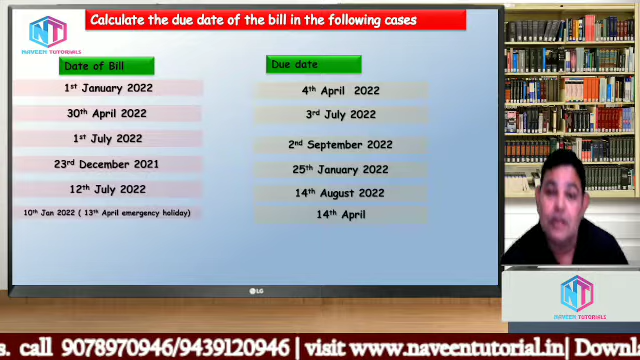 Calculate the due date of the bill in the following cases
NT
NAVEEN TUTORIALS
Date of Bill
Due date
1st January 2022
4th April 2022
30th April 2022
3rd July 2022
1st July 2022
2nd September 2022
23rd December 2021
25th January 2022
12th July 2022
14th August 2022
10th Jan 2022 ( 13th April emergency holiday)
14th April
LG
NT
NAVEEN TUTORIALS
s. call 9078970946/9439120946 | visit www.naveentutorial.in| Downl